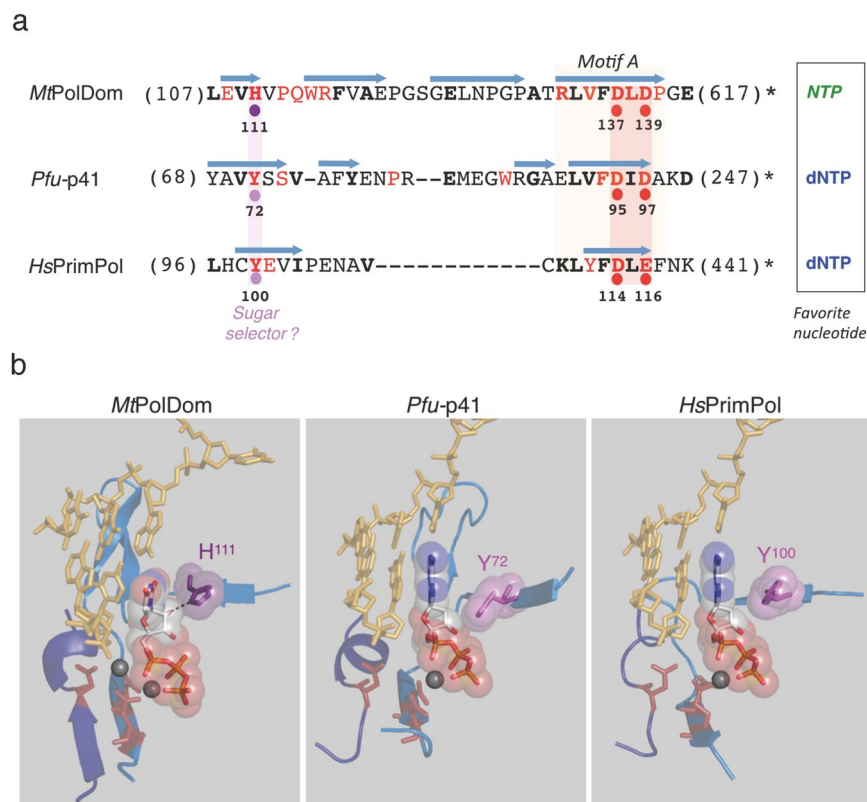 a
Motif A
MtPolDom (107) LEVHVPQWRFVAEPGSGELNPGPATRLVFDLDPGE (617) * NTP
111 137 139
Pfu-p41 (68) YAVYSSV-AFYENPR--EMEGWRGAELVFDIDAKD (247) * dNTP
72 95 97
HsPrimPol (96) LHCYEVIPENAV--------------CKLYFDLEFNK (441) * dNTP
100 114 116
Sugar selector ?
Favorite nucleotide
b
MtPolDom Pfu-p41 HsPrimPol
H111 Y72 Y100